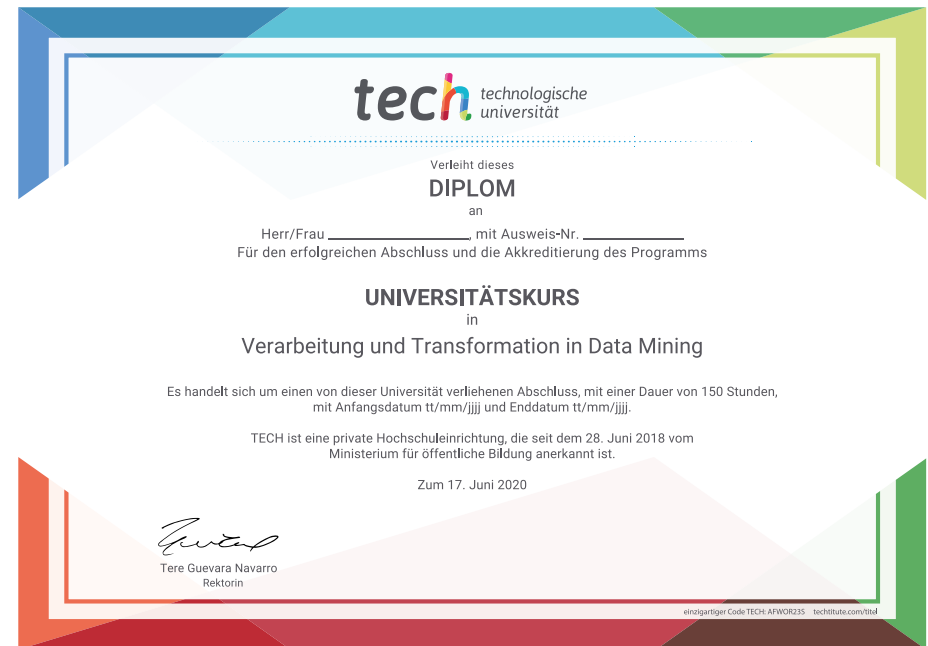 tech technologische
universität
Verleiht dieses
DIPLOM
an
Herr/Frau ____________, mit Ausweis-Nr. ____________
Für den erfolgreichen Abschluss und die Akkreditierung des Programms
UNIVERSITÄTSKURS
in
Verarbeitung und Transformation in Data Mining
Es handelt sich um einen von dieser Universität verliehenen Abschluss, mit einer Dauer von 150 Stunden,
mit Anfangsdatum tt/mm/jjjj und Enddatum tt/mm/jjjj.
TECH ist eine private Hochschuleinrichtung, die seit dem 28. Juni 2018 vom
Ministerium für öffentliche Bildung anerkannt ist.
Zum 17. Juni 2020
Tere Guevara Navarro
Rektorin
einzigartiger Code TECH: AFWOR235 techtitute.com/titel